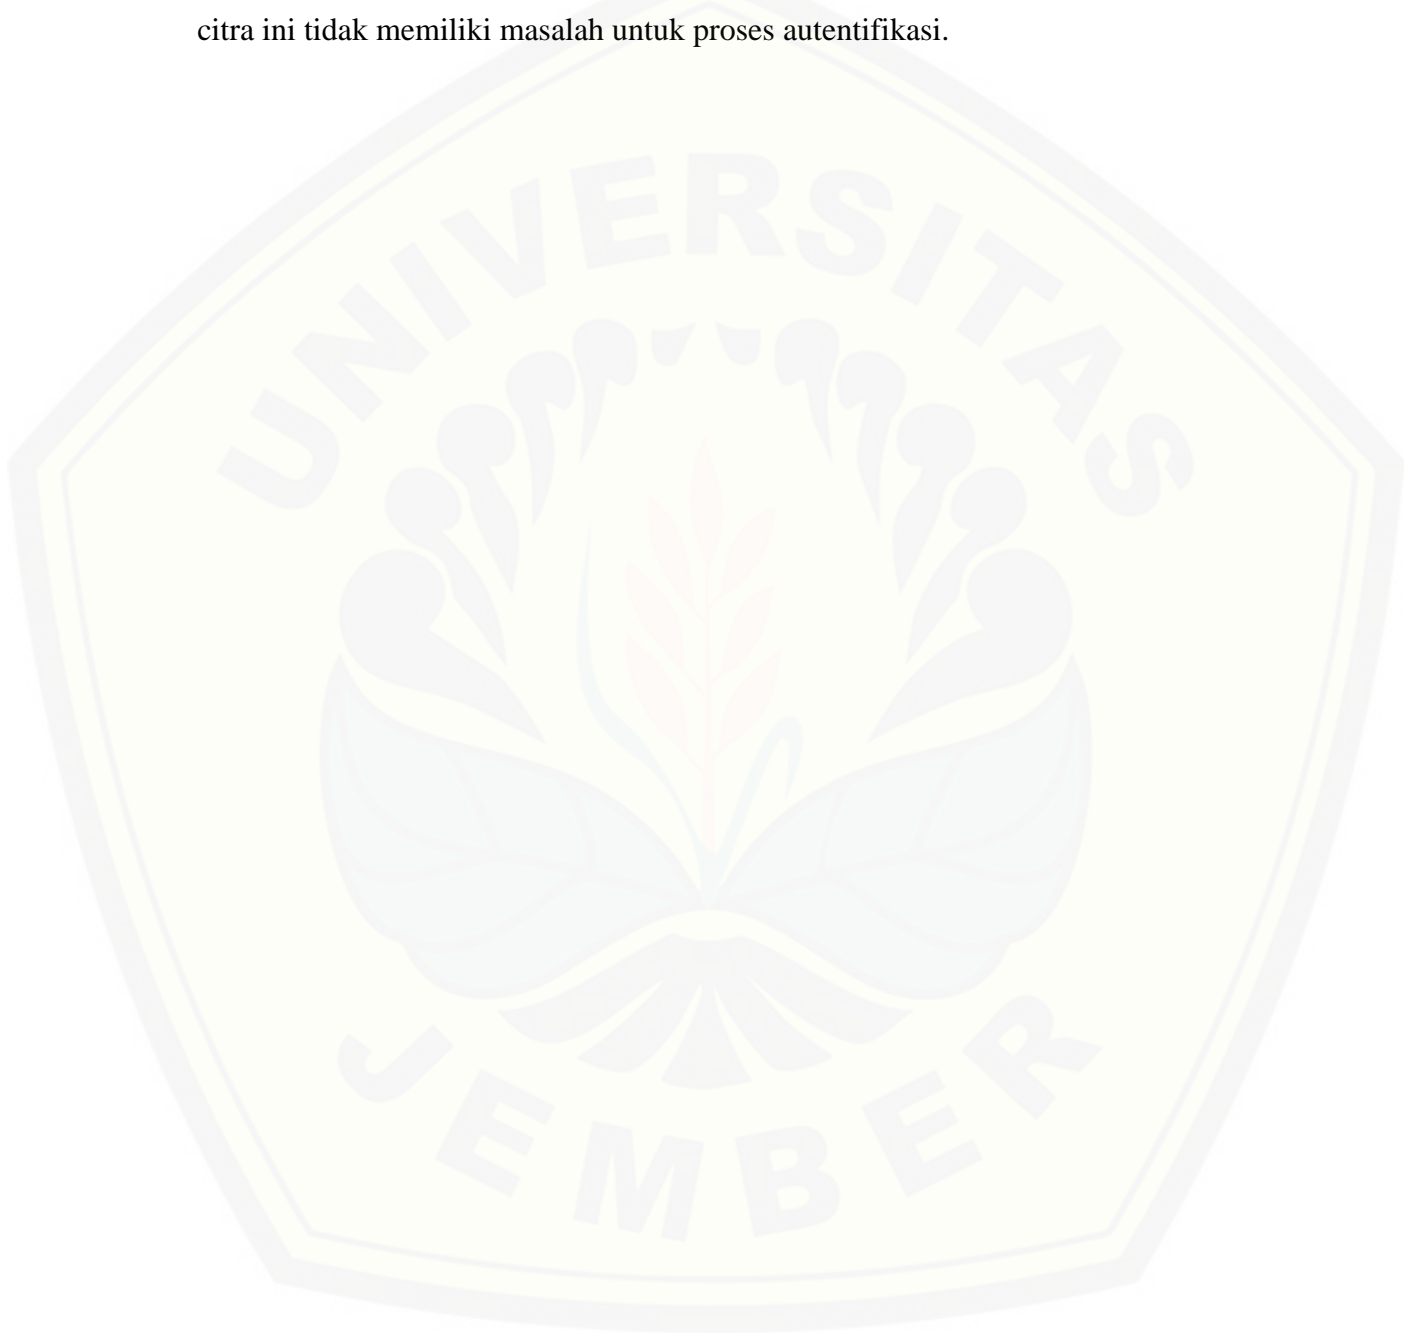 citra ini tidak memiliki masalah untuk proses autentifikasi.
UNIVERSITAS
JEMBER